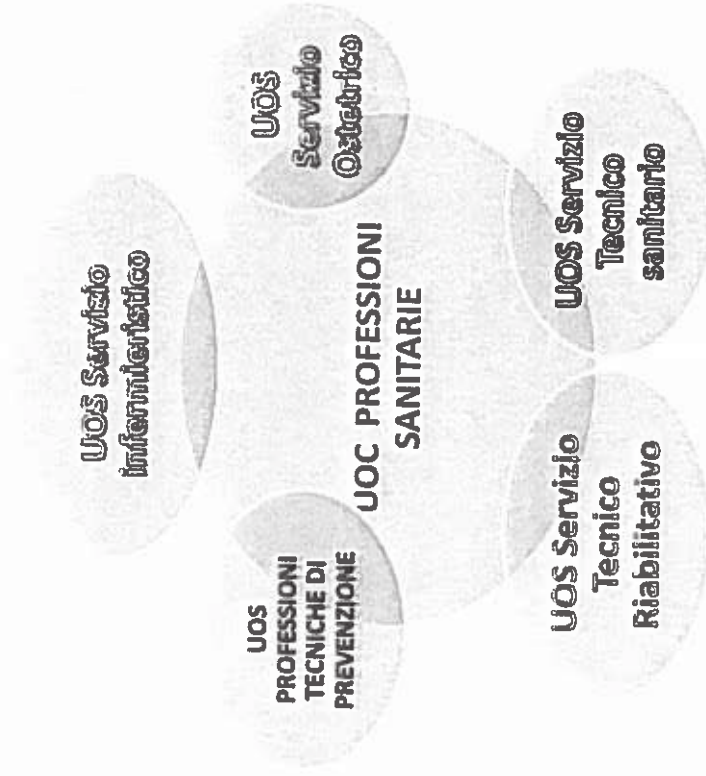 UOS Servizio
infermieristico
UOS
PROFESSIONI
TECNICHE DI
PREVENZIONE
UOS
Servizio
Ostetrico
UOC PROFESSIONI
SANITARIE
UOS Servizio
Tecnico
Riabilitativo
UOS Servizio
Tecnico
sanitario